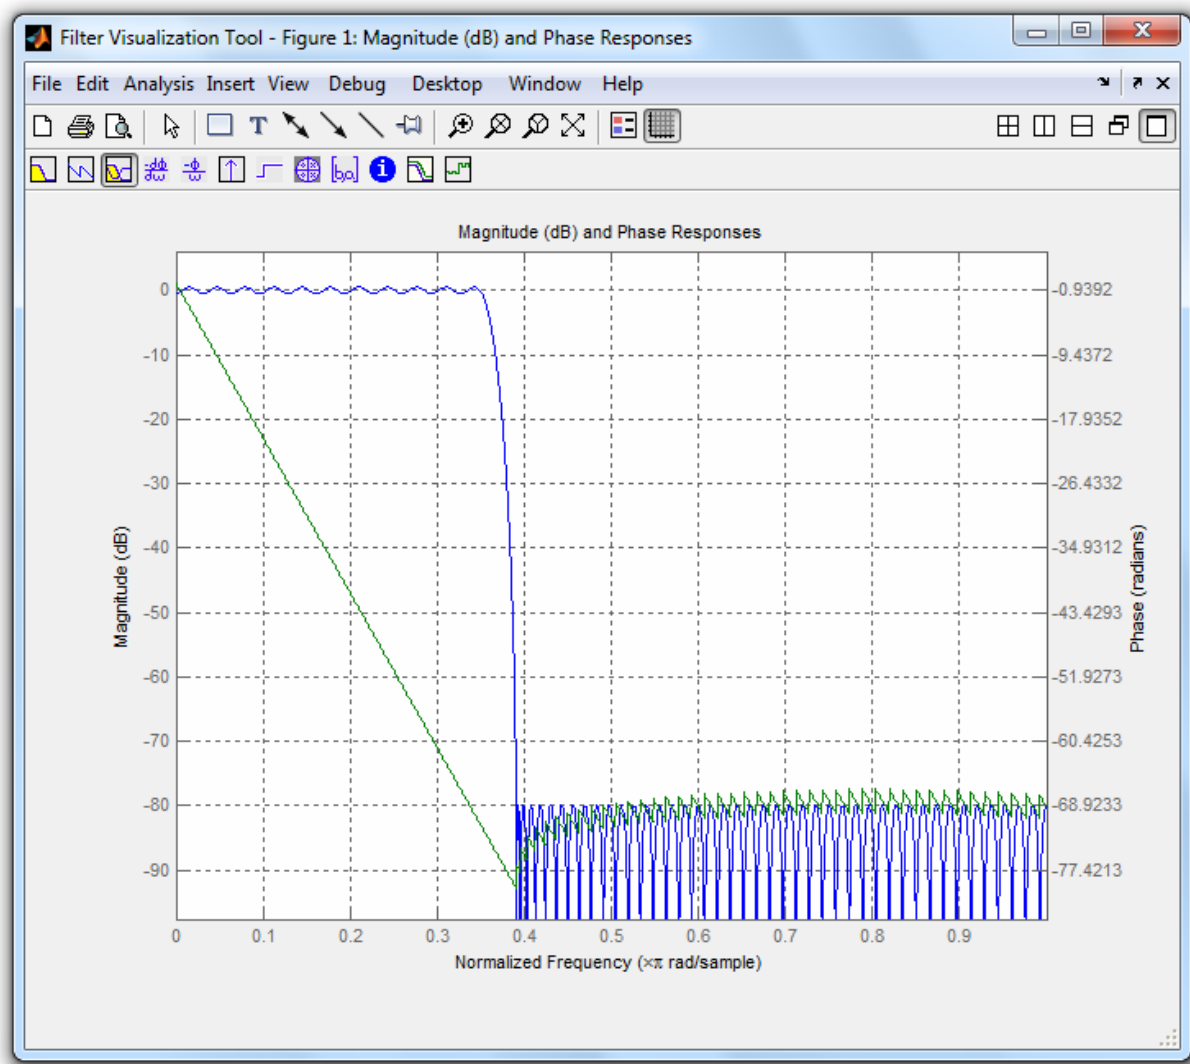 Filter Visualization Tool - Figure 1: Magnitude (dB) and Phase Responses
File Edit Analysis Insert View Debug Desktop Window Help
T
[b,a]
i
Magnitude (dB) and Phase Responses
0
-10
-20
-30
-40
-50
-60
-70
-80
-90
Magnitude (dB)
-0.9392
-9.4372
-17.9352
-26.4332
-34.9312
-43.4293
-51.9273
-60.4253
-68.9233
-77.4213
Phase (radians)
0 0.1 0.2 0.3 0.4 0.5 0.6 0.7 0.8 0.9
Normalized Frequency (×π rad/sample)